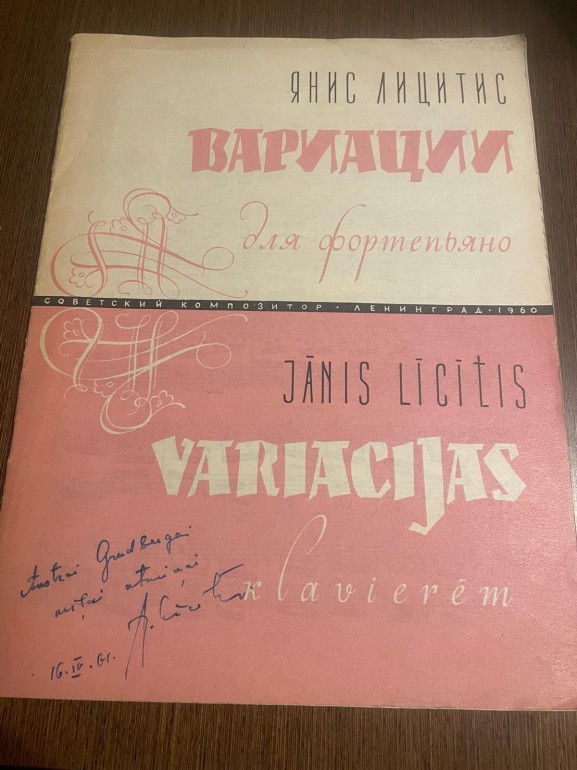 ЯНИС ЛИЦИТИС
ВАРИАЦИИ
для фортепьяно
СОВЕТСКИЙ КОМПОЗИТОР · ЛЕНИНГРАД · 1960
JĀNIS LĪCĪTIS
VARIACIJAS
klavierēm
16.IV.61.